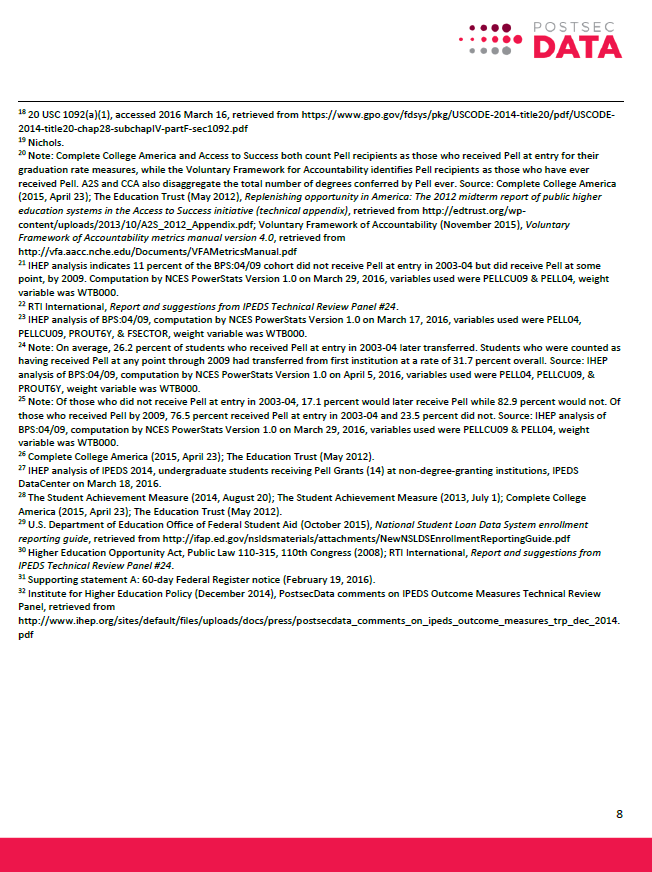 POSTSEC
DATA
18 20 USC 1092(a)(1), accessed 2016 March 16, retrieved from https://www.gpo.gov/fdsys/pkg/USCODE-
2014-title20/pdf/USCODE-2014-title20-chap28-subchapIV-partF-sec1092.pdf
19 Nichols.
20 Note: Complete College America and Access to Success both count Pell recipients as those who received Pell at entry for their
graduation rate measures, while the Voluntary Framework for Accountability identifies Pell recipients as those who have ever
received Pell. A2S and CCA also disaggregate the total number of degrees conferred by Pell ever. Source: Complete College America
(2015, April 23); The Education Trust (May 2012), Replenishing opportunity in America: The 2012 midterm report of public higher
education systems in the Access to Success initiative (technical appendix), retrieved from http://edtrust.org/wp-
content/uploads/2013/10/A2S_2012_Appendix.pdf; Voluntary Framework of Accountability (November 2015), Voluntary
Framework of Accountability metrics manual version 4.0, retrieved from
http://vfa.aacc.nche.edu/Documents/VFAMetricsManual.pdf
21 IHEP analysis indicates 11 percent of the BPS:04/09 cohort did not receive Pell at entry in 2003-04 but did receive Pell at some
point, by 2009. Computation by NCES PowerStats Version 1.0 on March 29, 2016, variables used were PELLCU09 & PELL04, weight
variable was WTB000.
22 RTI International, Report and suggestions from IPEDS Technical Review Panel #24.
23 IHEP analysis of BPS:04/09, computation by NCES PowerStats Version 1.0 on March 17, 2016, variables used were PELL04,
PELLCU09, PROUT6Y, & FSECTOR, weight variable was WTB000.
24 Note: On average, 26.2 percent of students who received Pell at entry in 2003-04 later transferred. Students who were counted as
having received Pell at any point through 2009 had transferred from first institution at a rate of 31.7 percent overall. Source: IHEP
analysis of BPS:04/09, computation by NCES PowerStats Version 1.0 on April 5, 2016, variables used were PELL04, PELLCU09, &
PROUT6Y, weight variable was WTB000.
25 Note: Of those who did not receive Pell at entry in 2003-04, 17.1 percent would later receive Pell while 82.9 percent would not. Of
those who received Pell by 2009, 76.5 percent received Pell at entry in 2003-04 and 23.5 percent did not. Source: IHEP analysis of
BPS:04/09, computation by NCES PowerStats Version 1.0 on March 29, 2016, variables used were PELLCU09 & PELL04, weight
variable was WTB000.
26 Complete College America (2015, April 23); The Education Trust (May 2012).
27 IHEP analysis of IPEDS 2014, undergraduate students receiving Pell Grants (14) at non-degree-granting institutions, IPEDS
DataCenter on March 18, 2016.
28 The Student Achievement Measure (2014, August 20); The Student Achievement Measure (2013, July 1); Complete College
America (2015, April 23); The Education Trust (May 2012).
29 U.S. Department of Education Office of Federal Student Aid (October 2015), National Student Loan Data System enrollment
reporting guide, retrieved from http://ifap.ed.gov/nsldsmaterials/attachments/NewNSLDSEnrollmentReportingGuide.pdf
30 Higher Education Opportunity Act, Public Law 110-315, 110th Congress (2008); RTI International, Report and suggestions from
IPEDS Technical Review Panel #24.
31 Supporting statement A: 60-day Federal Register notice (February 19, 2016).
32 Institute for Higher Education Policy (December 2014), PostsecData comments on IPEDS Outcome Measures Technical Review
Panel, retrieved from
http://www.ihep.org/sites/default/files/uploads/docs/press/postsecdata_comments_on_ipeds_outcome_measures_trp_dec_2014.
pdf
8